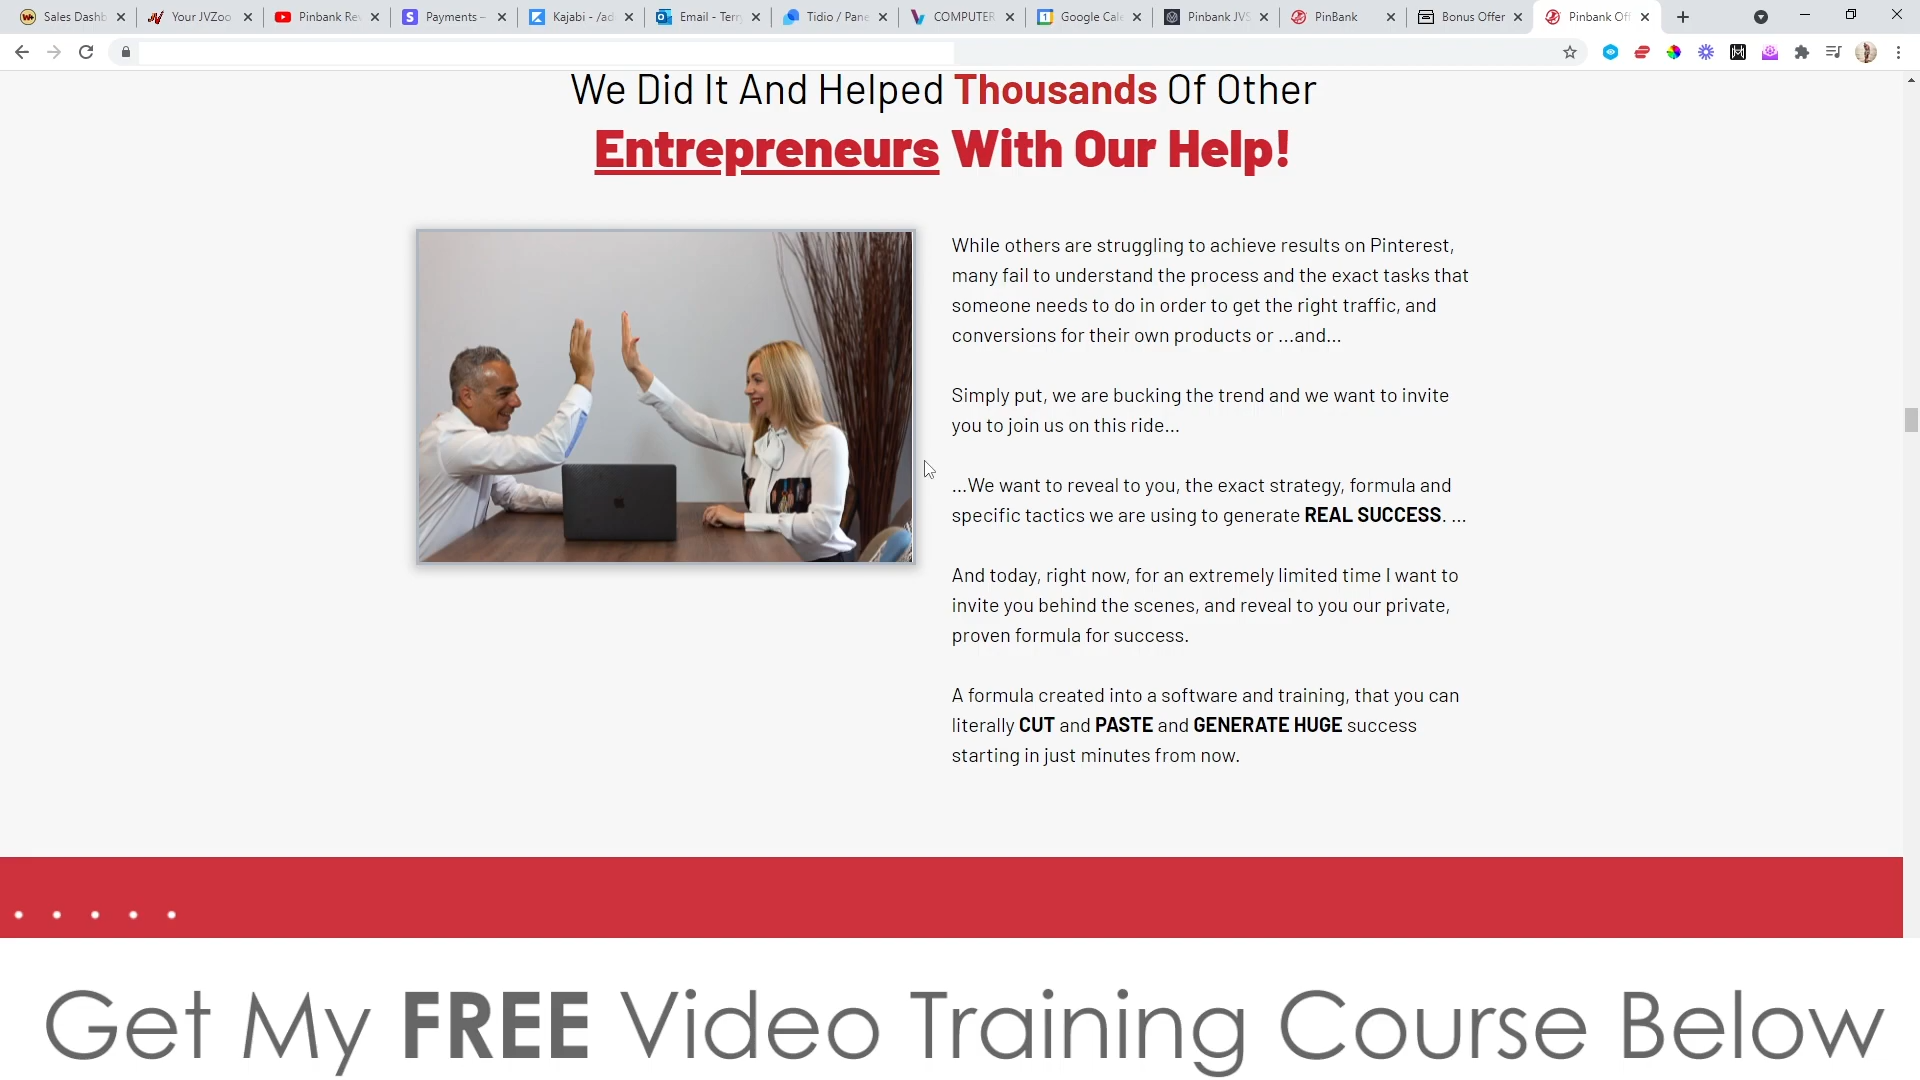 Sales Dashb
Your JVZoo
Pinbank Rev
Payments –
Kajabi - /ad
Email - Terry
Tidio / Pane
COMPUTER
Google Cale
Pinbank JVS
PinBank
Bonus Offer
Pinbank Off
We Did It And Helped Thousands Of Other
Entrepreneurs With Our Help!
While others are struggling to achieve results on Pinterest,
many fail to understand the process and the exact tasks that
someone needs to do in order to get the right traffic, and
conversions for their own products or ...and...
Simply put, we are bucking the trend and we want to invite
you to join us on this ride...
...We want to reveal to you, the exact strategy, formula and
specific tactics we are using to generate REAL SUCCESS. ...
And today, right now, for an extremely limited time I want to
invite you behind the scenes, and reveal to you our private,
proven formula for success.
A formula created into a software and training, that you can
literally CUT and PASTE and GENERATE HUGE success
starting in just minutes from now.
Get My FREE Video Training Course Below